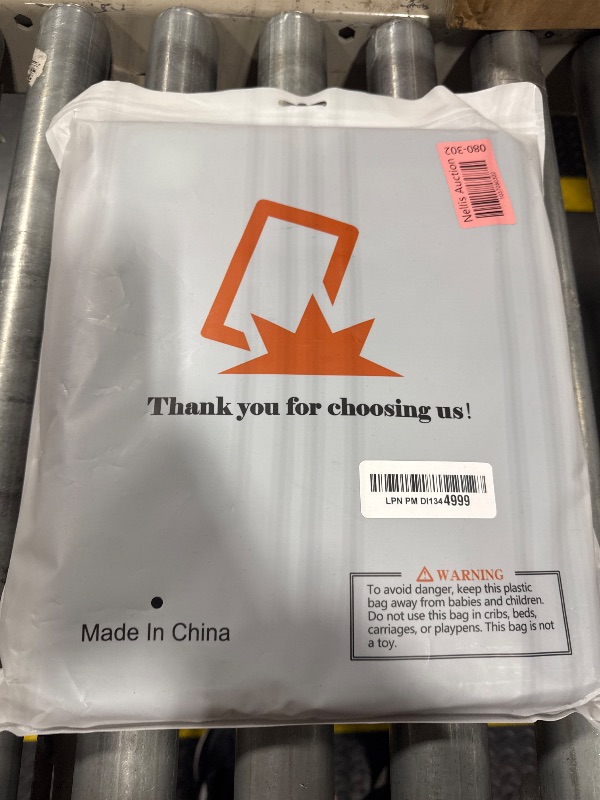 Nellis Auction
080-302
Thank you for choosing us!
LPN PM DI1344999
WARNING
To avoid danger, keep this plastic
bag away from babies and children.
Do not use this bag in cribs, beds,
carriages, or playpens. This bag is not
a toy.
Made In China